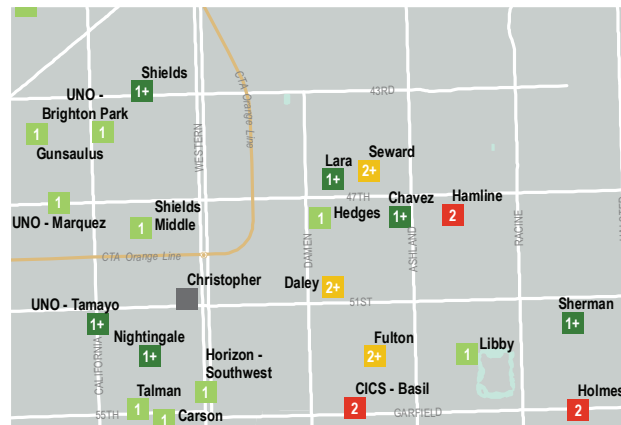 Shields
1+
CTA Orange Line
43RD
UNO -
Brighton Park
1
1
Gunsaulus
WESTERN
Seward
2+
Lara
1+
47TH
Chavez
1+
Hamline
2
1
UNO - Marquez
Shields
Middle
1
1
Hedges
DAMEN
ASHLAND
RACINE
CTA Orange Line
Christopher
Daley
2+
51ST
UNO - Tamayo
1+
Sherman
1+
CALIFORNIA
Nightingale
1+
Horizon -
Southwest
1
Fulton
2+
1
Libby
Talman
1
55TH
1
Carson
CICS - Basil
2
GARFIELD
Holmes
2